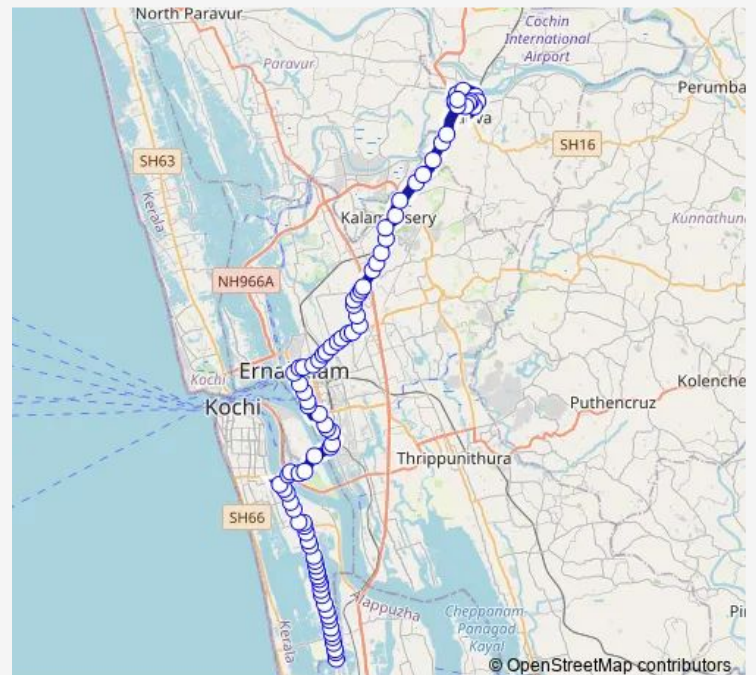 North Paravur
Cochin
International
Airport
Paravur
Perumba
SH16
SH63
Kerala
Kunnathuna
NH966A
Kochi
Ernakulam
Kochi
Kolenche
Puthencruz
Thrippunithura
SH66
Alappuzha
Cheppanam
Panagad
Kayal
Kerala
© OpenStreetMap contributors